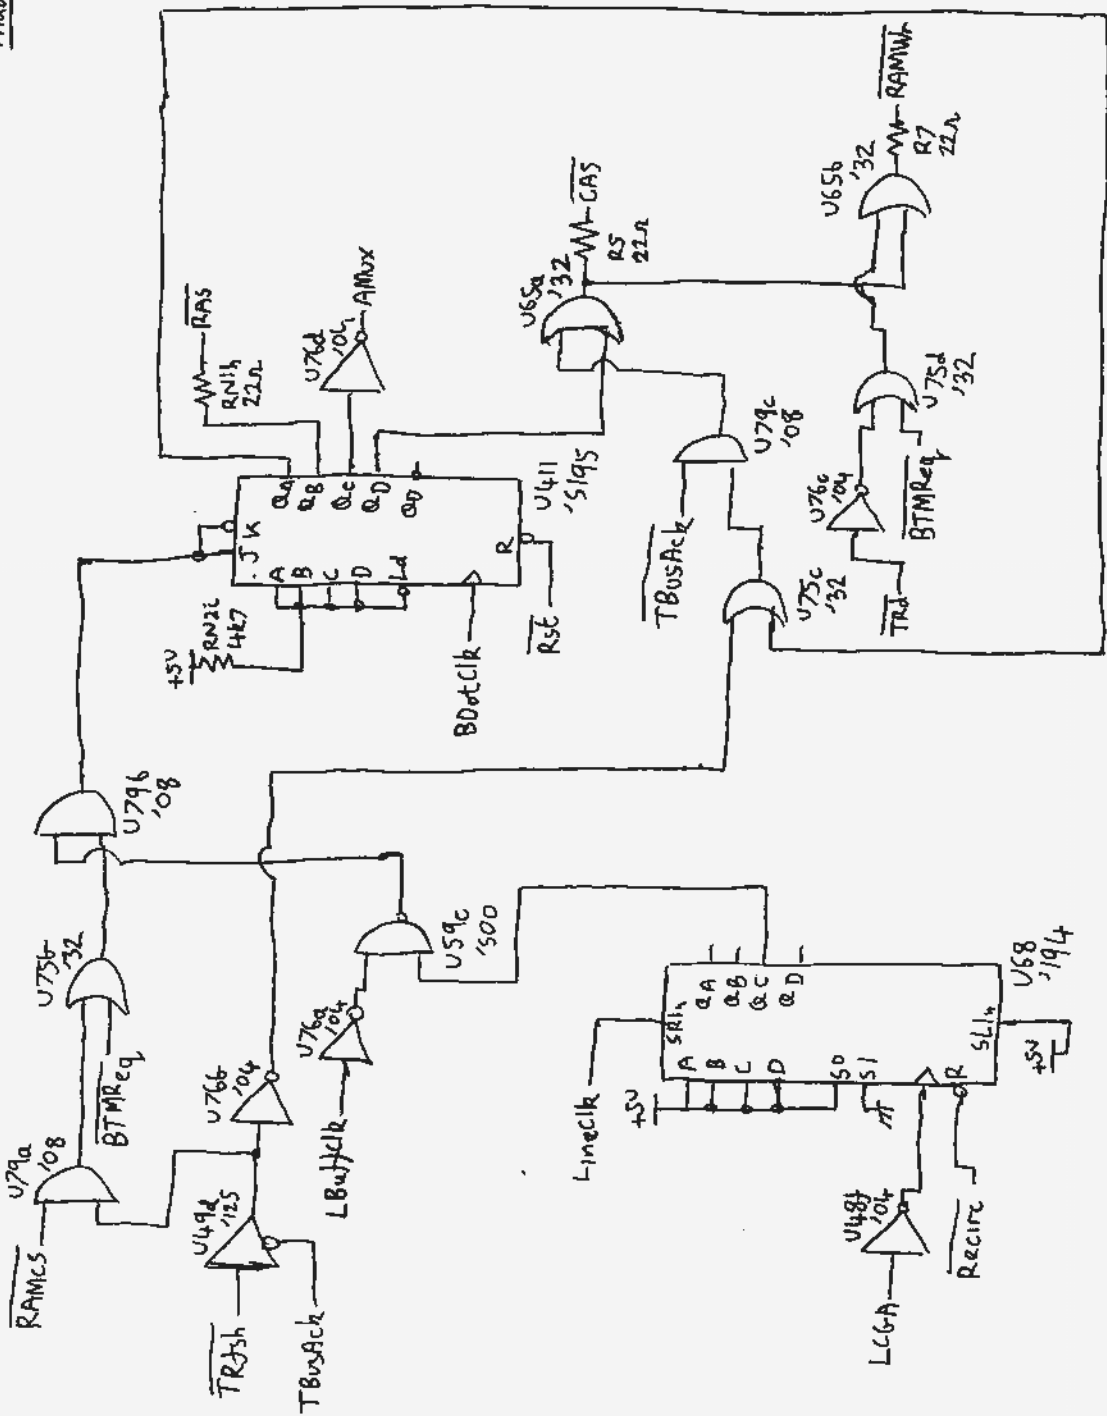 RAMCS
U79a
'08
BTMReq
U75b
'32
U79b
'08
TRfsh
TBusAck
U49d
'125
U76b
'04
LBuffClk
U76a
'04
U59c
'S00
+5V
RN2c
4k7
J
K
A
B
C
D
Ld
QA
QB
QC
QD
QD
R
U411
'S195
BDotClk
Rst
RN1h
22Ω
RAS
U76d
'04
AMux
U65a
'32
R5
22Ω
CAS
TBusAck
U79c
'08
U75c
'32
TRd
U76c
'04
BTMReq
U75d
'32
U65b
'32
R7
22Ω
RAMWr
LineClk
+5V
A
B
C
D
S0
S1
R
SRIn
QA
QB
QC
QD
SLIn
+5V
U68
'S194
LCGA
U48f
'04
Recirc